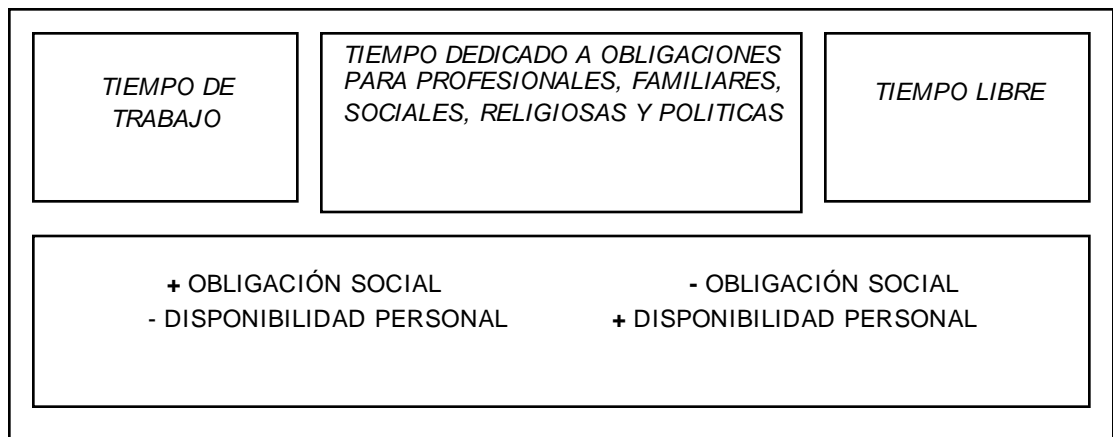 TIEMPO DE
TRABAJO
TIEMPO DEDICADO A OBLIGACIONES
PARA PROFESIONALES, FAMILIARES,
SOCIALES, RELIGIOSAS Y POLITICAS
TIEMPO LIBRE
+ OBLIGACIÓN SOCIAL - OBLIGACIÓN SOCIAL
- DISPONIBILIDAD PERSONAL + DISPONIBILIDAD PERSONAL